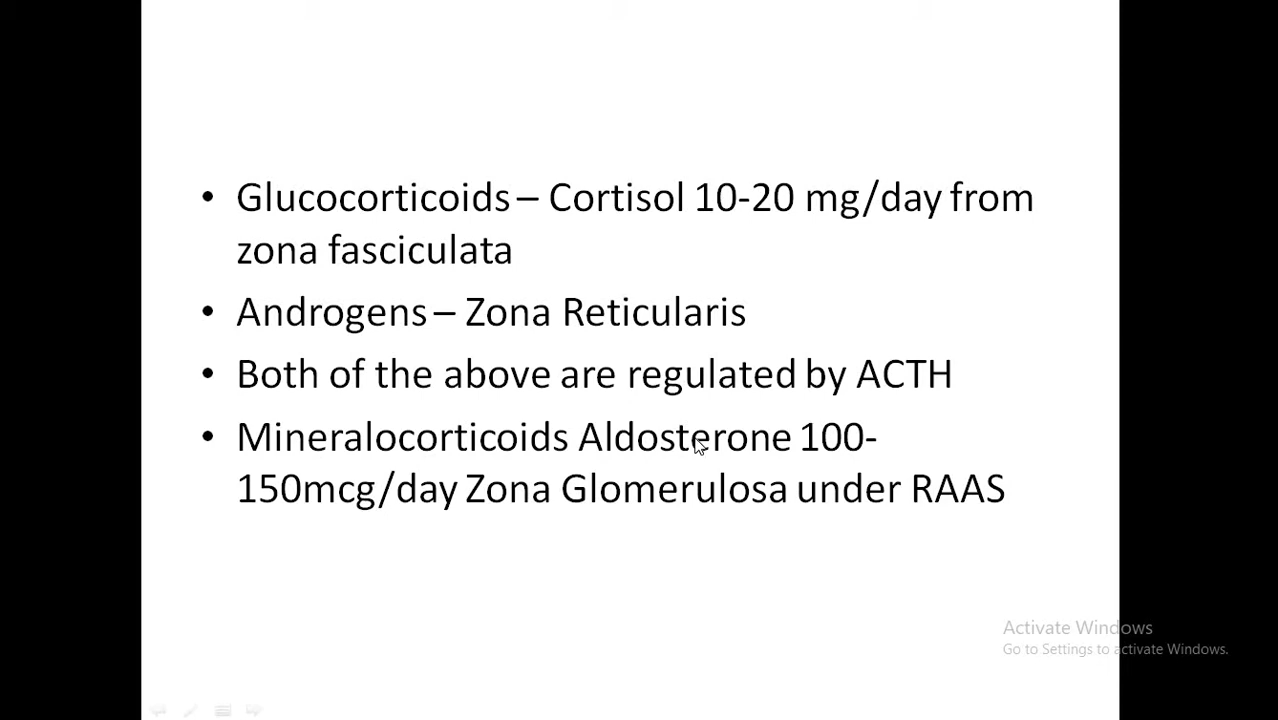 • Glucocorticoids – Cortisol 10-20 mg/day from
zona fasciculata
• Androgens – Zona Reticularis
• Both of the above are regulated by ACTH
• Mineralocorticoids Aldosterone 100-
150mcg/day Zona Glomerulosa under RAAS
Activate Windows
Go to Settings to activate Windows.